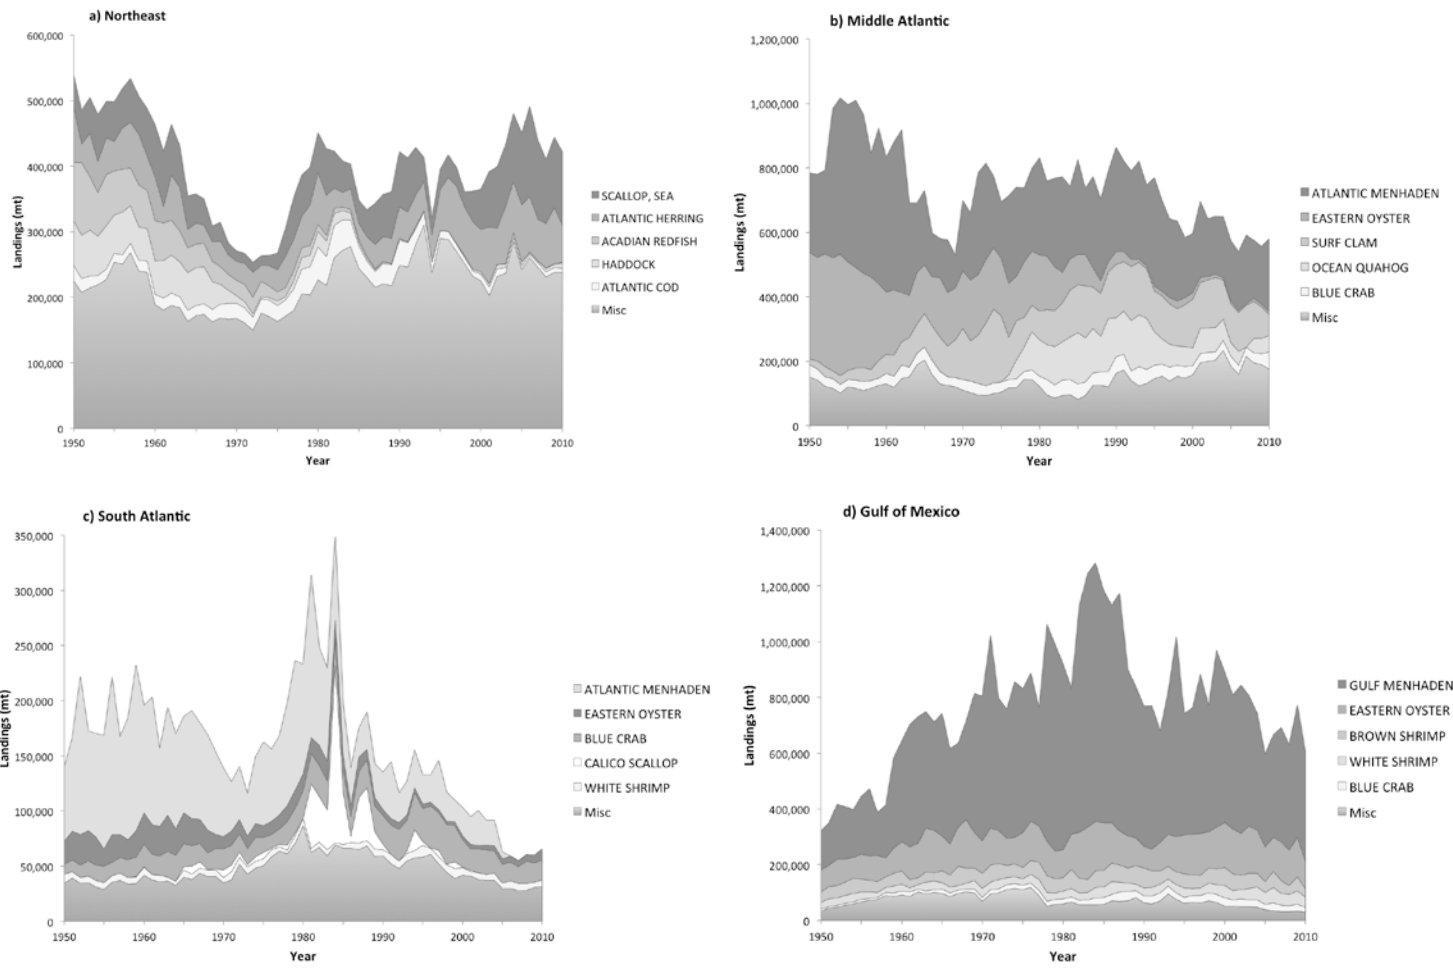 a) Northeast
600,000
500,000
400,000
300,000
200,000
100,000
0
Landings (mt)
1950 1960 1970 1980 1990 2000 2010
Year
SCALLOP, SEA
ATLANTIC HERRING
ACADIAN REDFISH
HADDOCK
ATLANTIC COD
Misc
b) Middle Atlantic
1,200,000
1,000,000
800,000
600,000
400,000
200,000
0
Landings (mt)
1950 1960 1970 1980 1990 2000 2010
Year
ATLANTIC MENHADEN
EASTERN OYSTER
SURF CLAM
OCEAN QUAHOG
BLUE CRAB
Misc
c) South Atlantic
350,000
300,000
250,000
200,000
150,000
100,000
50,000
0
Landings (mt)
1950 1960 1970 1980 1990 2000 2010
Year
ATLANTIC MENHADEN
EASTERN OYSTER
BLUE CRAB
CALICO SCALLOP
WHITE SHRIMP
Misc
d) Gulf of Mexico
1,400,000
1,200,000
1,000,000
800,000
600,000
400,000
200,000
0
Landings (mt)
1950 1960 1970 1980 1990 2000 2010
Year
GULF MENHADEN
EASTERN OYSTER
BROWN SHRIMP
WHITE SHRIMP
BLUE CRAB
Misc